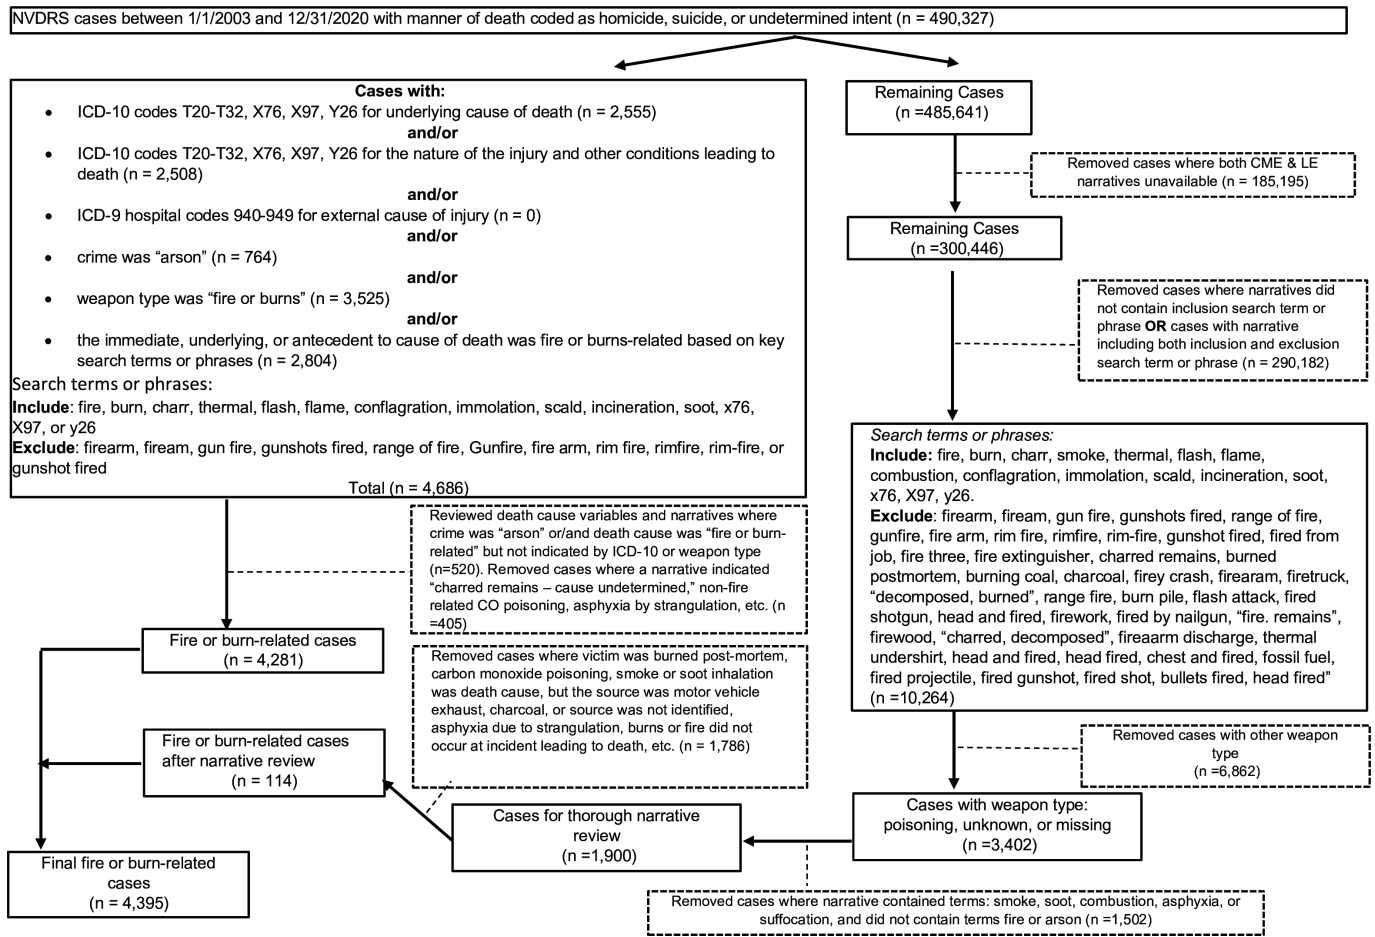 NVDRS cases between 1/1/2003 and 12/31/2020 with manner of death coded as homicide, suicide, or undetermined intent (n = 490,327)
Cases with:
• ICD-10 codes T20-T32, X76, X97, Y26 for underlying cause of death (n = 2,555)
and/or
• ICD-10 codes T20-T32, X76, X97, Y26 for the nature of the injury and other conditions leading to
death (n = 2,508)
and/or
• ICD-9 hospital codes 940-949 for external cause of injury (n = 0)
and/or
• crime was “arson” (n = 764)
and/or
• weapon type was “fire or burns” (n = 3,525)
and/or
• the immediate, underlying, or antecedent to cause of death was fire or burns-related based on key
search terms or phrases (n = 2,804)
Search terms or phrases:
Include: fire, burn, charr, thermal, flash, flame, conflagration, immolation, scald, incineration, soot, x76,
X97, or y26
Exclude: firearm, fiream, gun fire, gunshots fired, range of fire, Gunfire, fire arm, rim fire, rimfire, rim-fire, or
gunshot fired
Total (n = 4,686)
Remaining Cases
(n =485,641)
Removed cases where both CME & LE
narratives unavailable (n = 185,195)
Remaining Cases
(n =300,446)
Removed cases where narratives did
not contain inclusion search term or
phrase OR cases with narrative
including both inclusion and exclusion
search term or phrase (n = 290,182)
Search terms or phrases:
Include: fire, burn, charr, smoke, thermal, flash, flame,
combustion, conflagration, immolation, scald, incineration, soot,
x76, X97, y26.
Exclude: firearm, fiream, gun fire, gunshots fired, range of fire,
gunfire, fire arm, rim fire, rimfire, rim-fire, gunshot fired, fired from
job, fire three, fire extinguisher, charred remains, burned
postmortem, burning coal, charcoal, firey crash, firearam, firetruck,
“decomposed, burned”, range fire, burn pile, flash attack, fired
shotgun, head and fired, firework, fired by nailgun, “fire. remains”,
firewood, “charred, decomposed”, fireaarm discharge, thermal
undershirt, head and fired, head fired, chest and fired, fossil fuel,
fired projectile, fired gunshot, fired shot, bullets fired, head fired”
(n =10,264)
Reviewed death cause variables and narratives where
crime was “arson” or/and death cause was “fire or burn-
related” but not indicated by ICD-10 or weapon type
(n=520). Removed cases where a narrative indicated
“charred remains – cause undetermined,” non-fire
related CO poisoning, asphyxia by strangulation, etc. (n
=405)
Fire or burn-related cases
(n = 4,281)
Removed cases where victim was burned post-mortem,
carbon monoxide poisoning, smoke or soot inhalation
was death cause, but the source was motor vehicle
exhaust, charcoal, or source was not identified,
asphyxia due to strangulation, burns or fire did not
occur at incident leading to death, etc. (n = 1,786)
Removed cases with other weapon
type
(n =6,862)
Fire or burn-related cases
after narrative review
(n = 114)
Cases for thorough narrative
review
(n =1,900)
Cases with weapon type:
poisoning, unknown, or missing
(n =3,402)
Final fire or burn-related
cases
(n = 4,395)
Removed cases where narrative contained terms: smoke, soot, combustion, asphyxia, or
suffocation, and did not contain terms fire or arson (n =1,502)